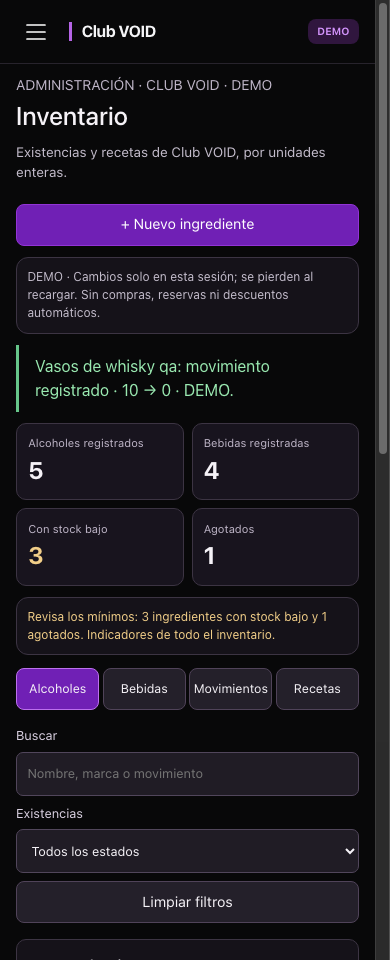 Club VOID
DEMO
ADMINISTRACIÓN · CLUB VOID · DEMO
Inventario
Existencias y recetas de Club VOID, por unidades
enteras.
+ Nuevo ingrediente
DEMO · Cambios solo en esta sesión; se pierden al
recargar. Sin compras, reservas ni descuentos
automáticos.
Vasos de whisky qa: movimiento
registrado · 10 → 0 · DEMO.
Alcoholes registrados
5
Bebidas registradas
4
Con stock bajo
3
Agotados
1
Revisa los mínimos: 3 ingredientes con stock bajo y 1
agotados. Indicadores de todo el inventario.
Alcoholes
Bebidas
Movimientos
Recetas
Buscar
Nombre, marca o movimiento
Existencias
Todos los estados
Limpiar filtros